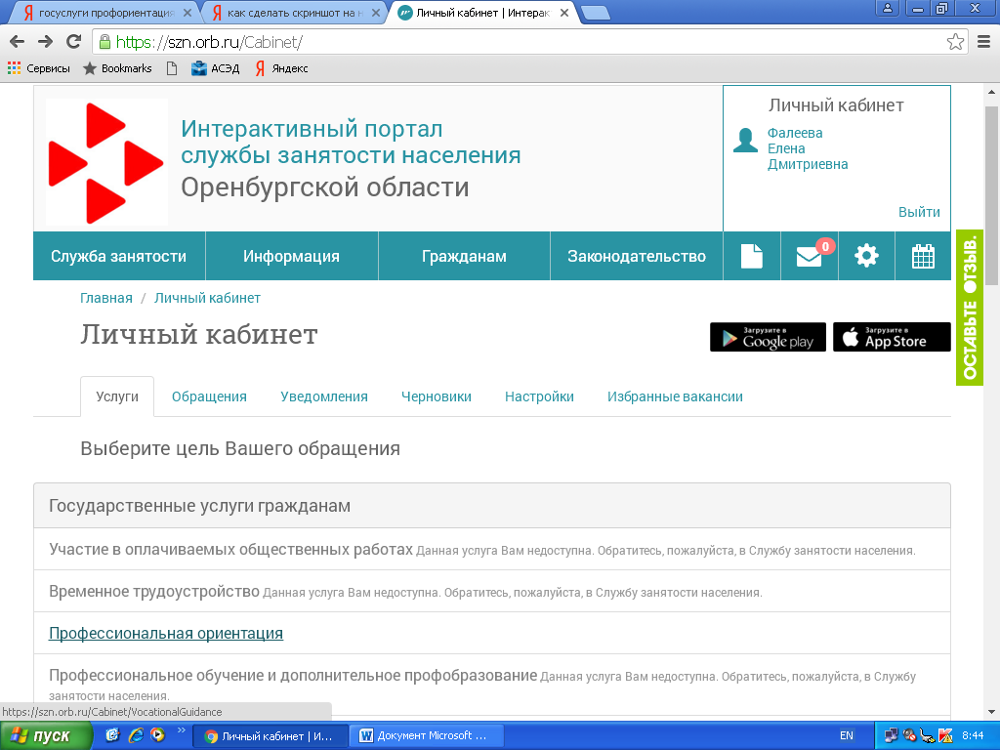 госуслуги профориентация
как сделать скриншот на
Личный кабинет | Интерак
https://szn.orb.ru/Cabinet/
Сервисы Bookmarks АСЭД Яндекс
Интерактивный портал
службы занятости населения
Оренбургской области
Личный кабинет
Фалеева
Елена
Дмитриевна
Выйти
Служба занятости Информация Гражданам Законодательство 0
ОСТАВЬТЕ ОТЗЫВ.
Главная / Личный кабинет
Личный кабинет
Загрузите в
Google play
Загрузите в
App Store
Услуги Обращения Уведомления Черновики Настройки Избранные вакансии
Выберите цель Вашего обращения
Государственные услуги гражданам
Участие в оплачиваемых общественных работах Данная услуга Вам недоступна. Обратитесь, пожалуйста, в Службу занятости населения.
Временное трудоустройство Данная услуга Вам недоступна. Обратитесь, пожалуйста, в Службу занятости населения.
Профессиональная ориентация
Профессиональное обучение и дополнительное профобразование Данная услуга Вам недоступна. Обратитесь, пожалуйста, в Службу
занятости населения.
https://szn.orb.ru/Cabinet/VocationalGuidance
пуск Личный кабинет | И... Документ Microsoft ... EN 8:44